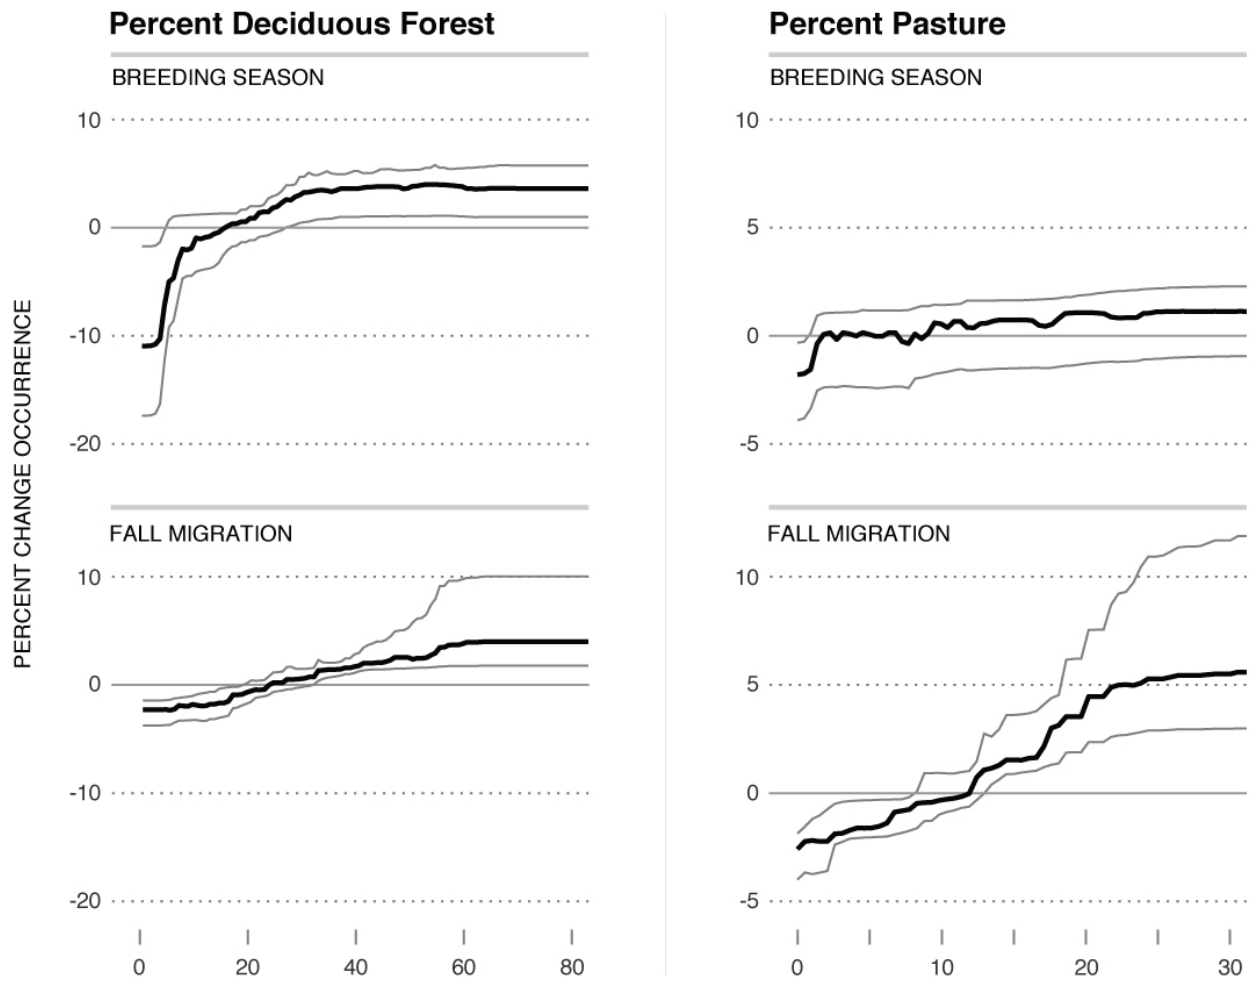 Percent Deciduous Forest
BREEDING SEASON
10
0
-10
-20
FALL MIGRATION
10
0
-10
-20
0 20 40 60 80
PERCENT CHANGE OCCURRENCE
Percent Pasture
BREEDING SEASON
10
5
0
-5
FALL MIGRATION
10
5
0
-5
0 10 20 30